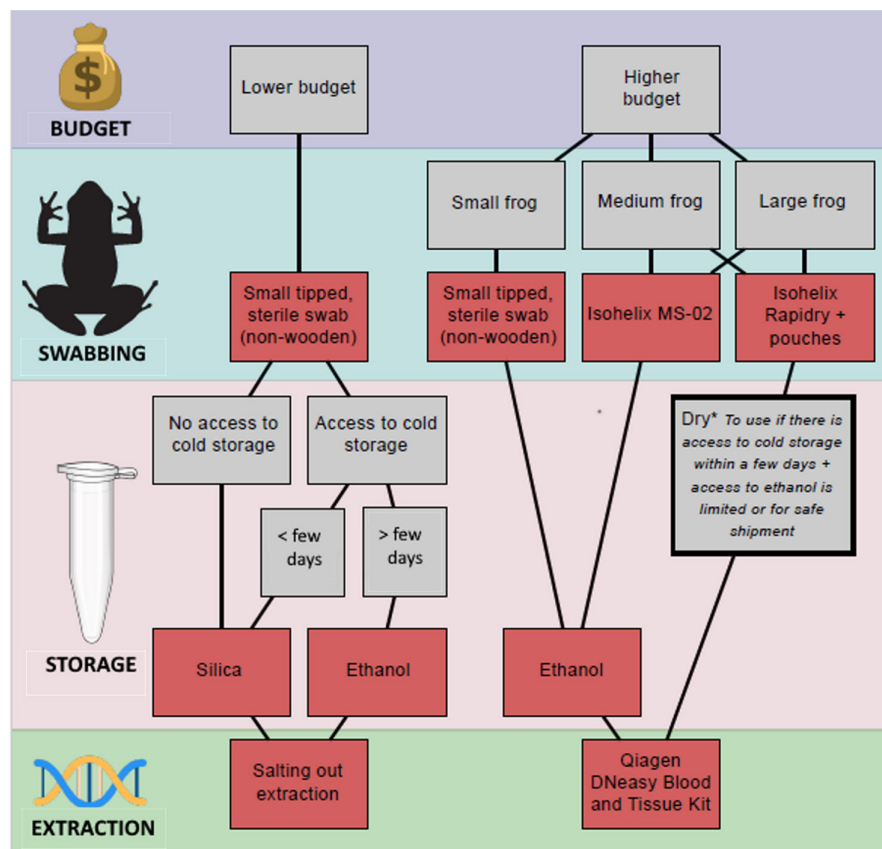 $
BUDGET
Lower budget
Higher
budget
SWABBING
Small frog
Medium frog
Large frog
Small tipped,
sterile swab
(non-wooden)
Small tipped,
sterile swab
(non-wooden)
Isohelix MS-02
Isohelix
Rapidry +
pouches
STORAGE
No access to
cold storage
Access to cold
storage
Dry* To use if there is
access to cold storage
within a few days +
access to ethanol is
limited or for safe
shipment
< few
days
> few
days
Silica
Ethanol
Ethanol
EXTRACTION
Salting out
extraction
Qiagen
DNeasy Blood
and Tissue Kit